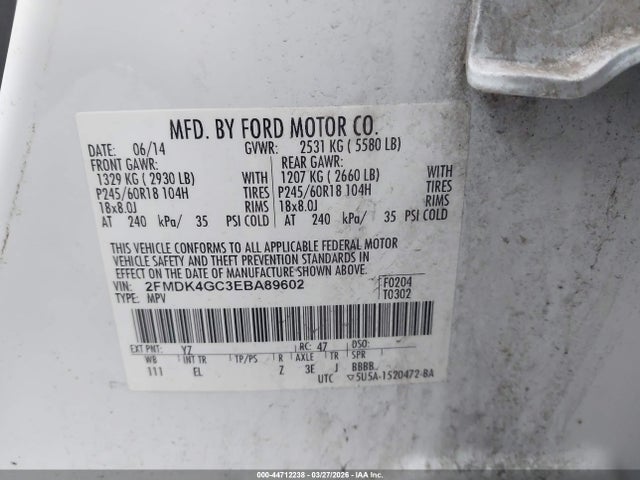 MFD. BY FORD MOTOR CO.
DATE: 06/14 GVWR: 2531 KG ( 5580 LB)
FRONT GAWR: REAR GAWR:
1329 KG ( 2930 LB) WITH 1207 KG ( 2660 LB) WITH
P245/60R18 104H TIRES P245/60R18 104H TIRES
18x8.0J RIMS 18x8.0J RIMS
AT 240 kPa/ 35 PSI COLD AT 240 kPa/ 35 PSI COLD
THIS VEHICLE CONFORMS TO ALL APPLICABLE FEDERAL MOTOR
VEHICLE SAFETY AND THEFT PREVENTION STANDARDS IN
EFFECT ON THE DATE OF MANUFACTURE SHOWN ABOVE.
VIN: 2FMDK4GC3EBA89602 F0204
TYPE: MPV T0302
EXT PNT: YZ RC: 47 DSO:
WB INT TR TP/PS R AXLE TR SPR
111 EL Z 3E J BBBB
UTC ▽5U5A-1520472-BA
000-44712238 - 03/27/2026 - IAAI.com